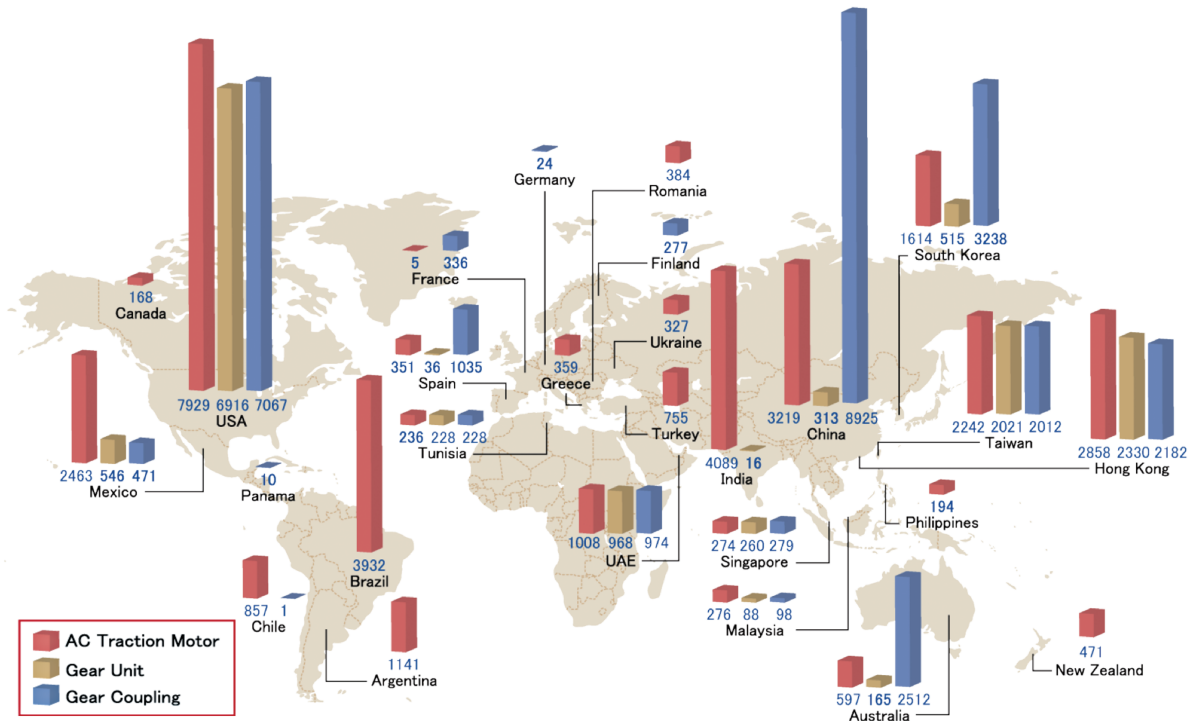 24
Germany
384
Romania
5 336
France
277
Finland
1614 515 3238
South Korea
168
Canada
327
Ukraine
351 36 1035
Spain
359
Greece
7929 6916 7067
USA
755
Turkey
3219 313 8925
China
2242 2021 2012
Taiwan
236 228 228
Tunisia
2463 546 471
Mexico
10
Panama
4089 16
India
2858 2330 2182
Hong Kong
194
Philippines
1008 968 974
UAE
274 260 279
Singapore
3932
Brazil
857 1
Chile
276 88 98
Malaysia
1141
Argentina
471
New Zealand
597 165 2512
Australia
AC Traction Motor
Gear Unit
Gear Coupling